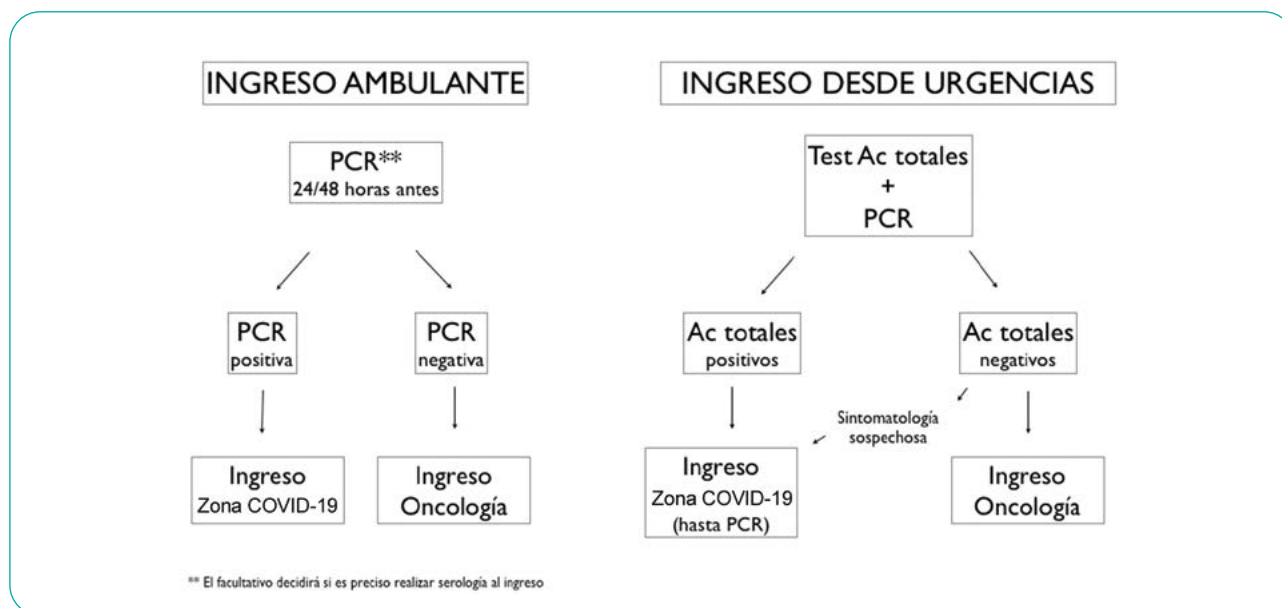 INGRESO AMBULANTE
PCR**
24/48 horas antes
PCR
positiva
PCR
negativa
Ingreso
Zona COVID-19
Ingreso
Oncología
** El facultativo decidirá si es preciso realizar serología al ingreso
INGRESO DESDE URGENCIAS
Test Ac totales
+
PCR
Ac totales
positivos
Ac totales
negativos
Sintomatología
sospechosa
Ingreso
Zona COVID-19
(hasta PCR)
Ingreso
Oncología